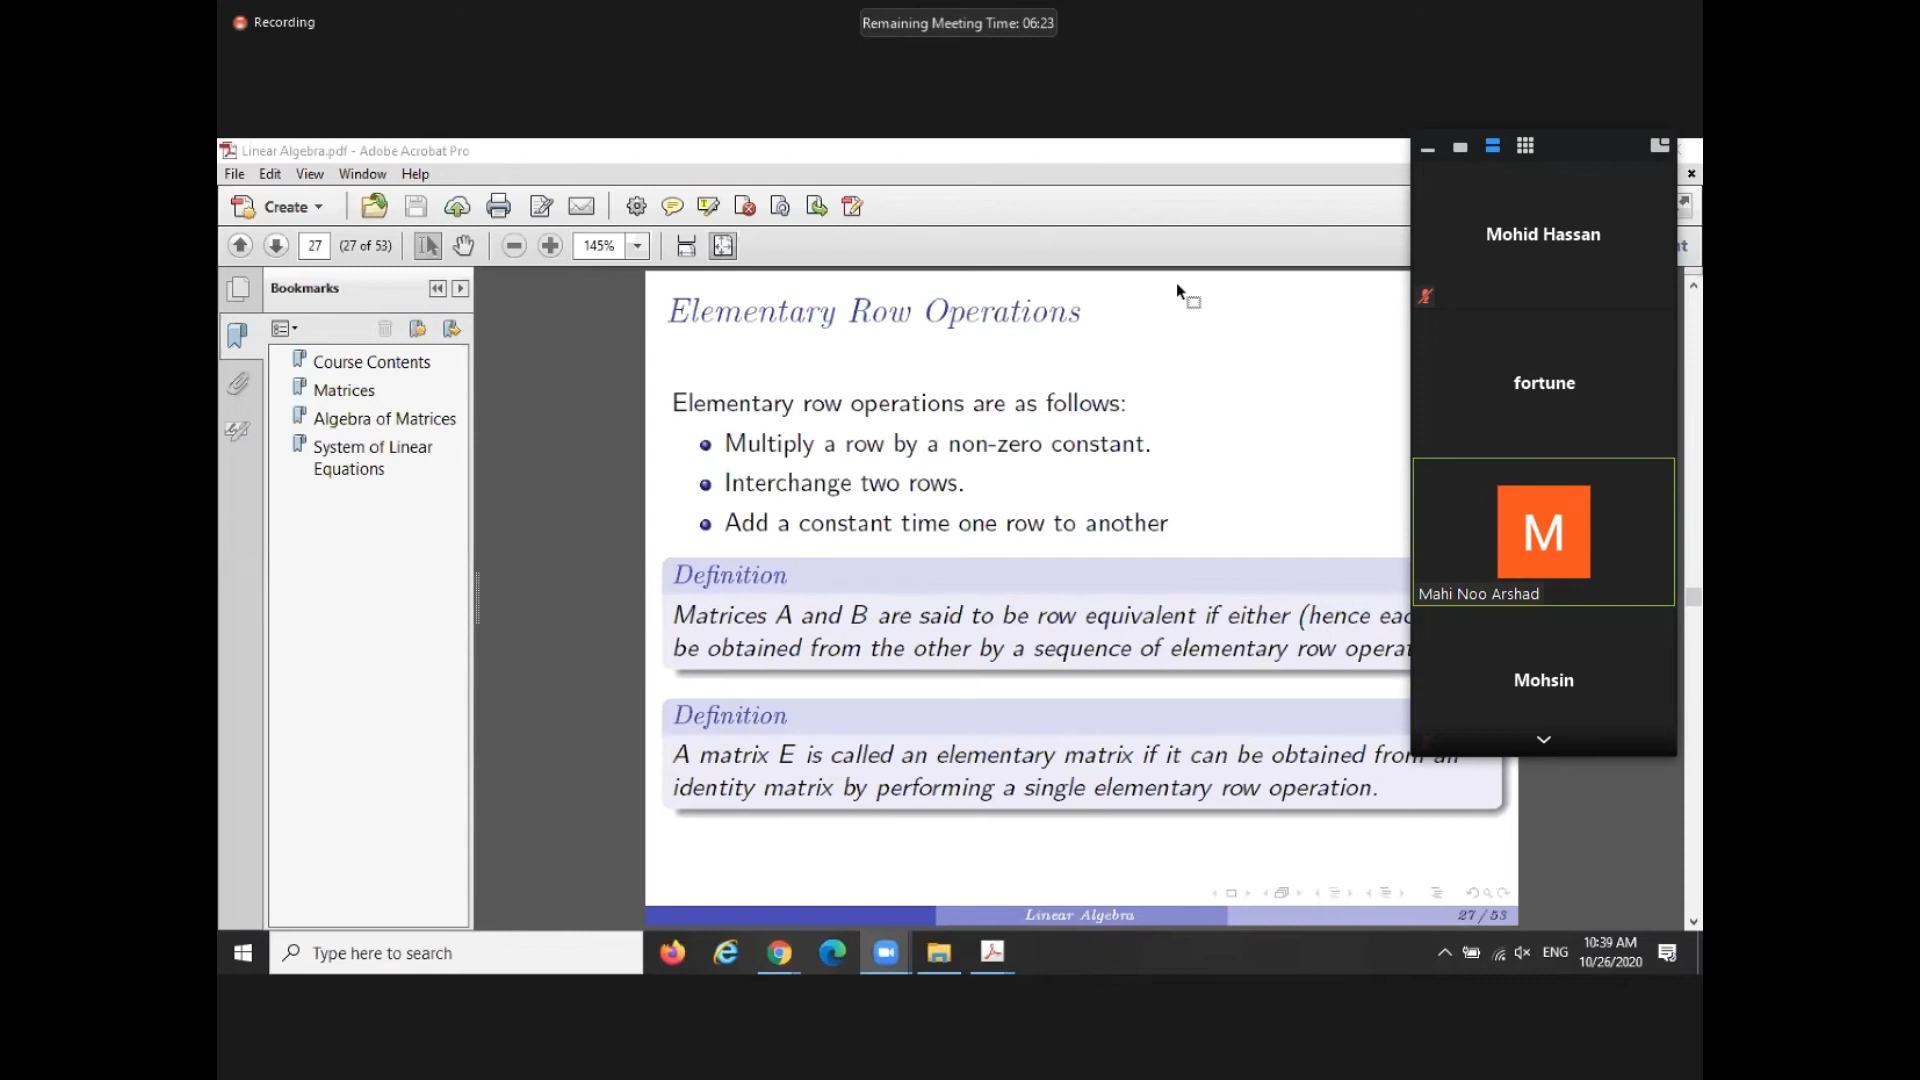 Recording
Remaining Meeting Time: 06:23
Linear Algebra.pdf - Adobe Acrobat Pro
File Edit View Window Help
Create
27 (27 of 53) 145%
Bookmarks
Course Contents
Matrices
Algebra of Matrices
System of Linear
Equations
Elementary Row Operations
Elementary row operations are as follows:
Multiply a row by a non-zero constant.
Interchange two rows.
Add a constant time one row to another
Definition
Matrices A and B are said to be row equivalent if either (hence
be obtained from the other by a sequence of elementary row
Definition
A matrix E is called an elementary matrix if it can be obtained from an
identity matrix by performing a single elementary row operation.
Linear Algebra
27/53
Mohid Hassan
fortune
M
Mahi Noo Arshad
Mohsin
Type here to search
ENG
10:39 AM
10/26/2020